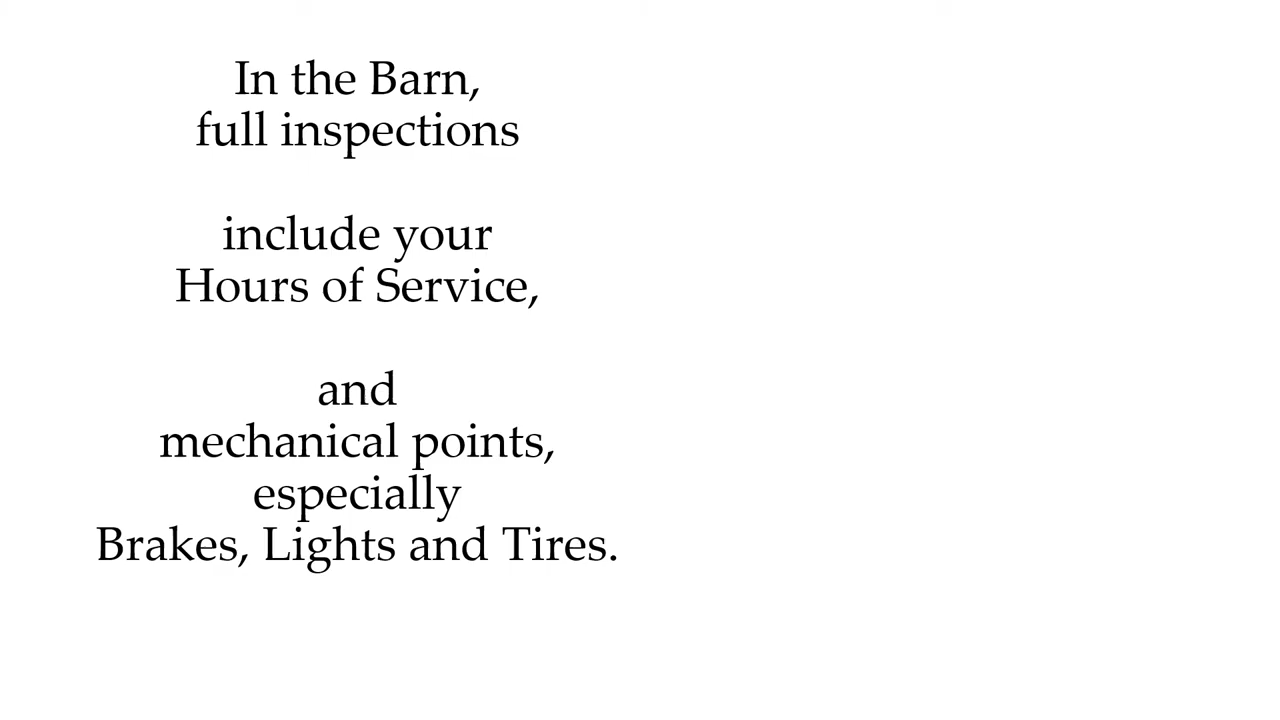 In the Barn,
full inspections
include your
Hours of Service,
and
mechanical points,
especially
Brakes, Lights and Tires.